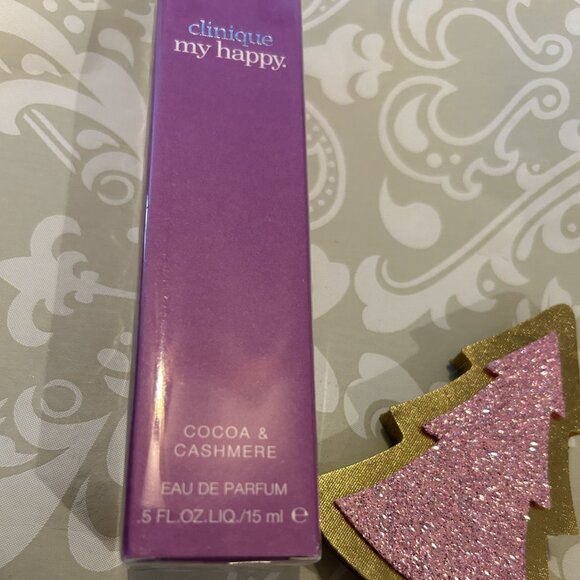 clinique
my happy.
COCOA &
CASHMERE
EAU DE PARFUM
.5 FL.OZ.LIQ./15 ml ℮